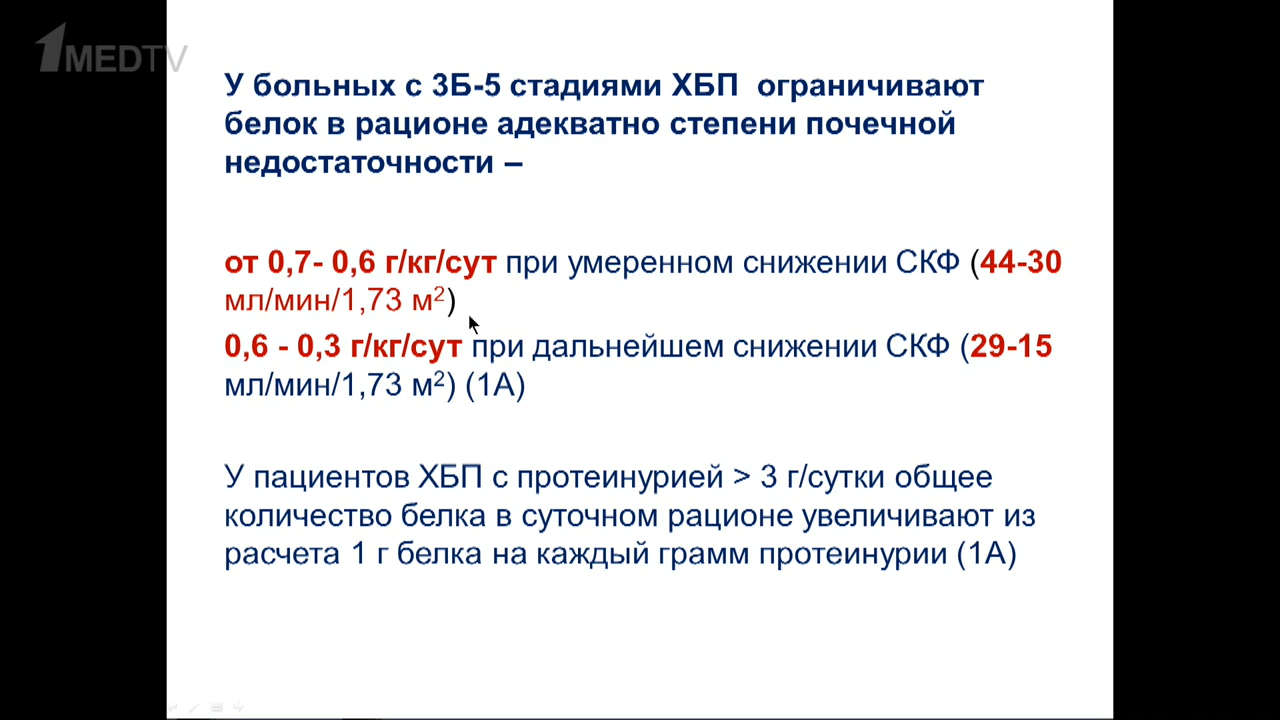 1MEDTV
У больных с 3Б-5 стадиями ХБП ограничивают
белок в рационе адекватно степени почечной
недостаточности –
от 0,7- 0,6 г/кг/сут при умеренном снижении СКФ (44-30
мл/мин/1,73 м²)
0,6 - 0,3 г/кг/сут при дальнейшем снижении СКФ (29-15
мл/мин/1,73 м²) (1А)
У пациентов ХБП с протеинурией > 3 г/сутки общее
количество белка в суточном рационе увеличивают из
расчета 1 г белка на каждый грамм протеинурии (1А)